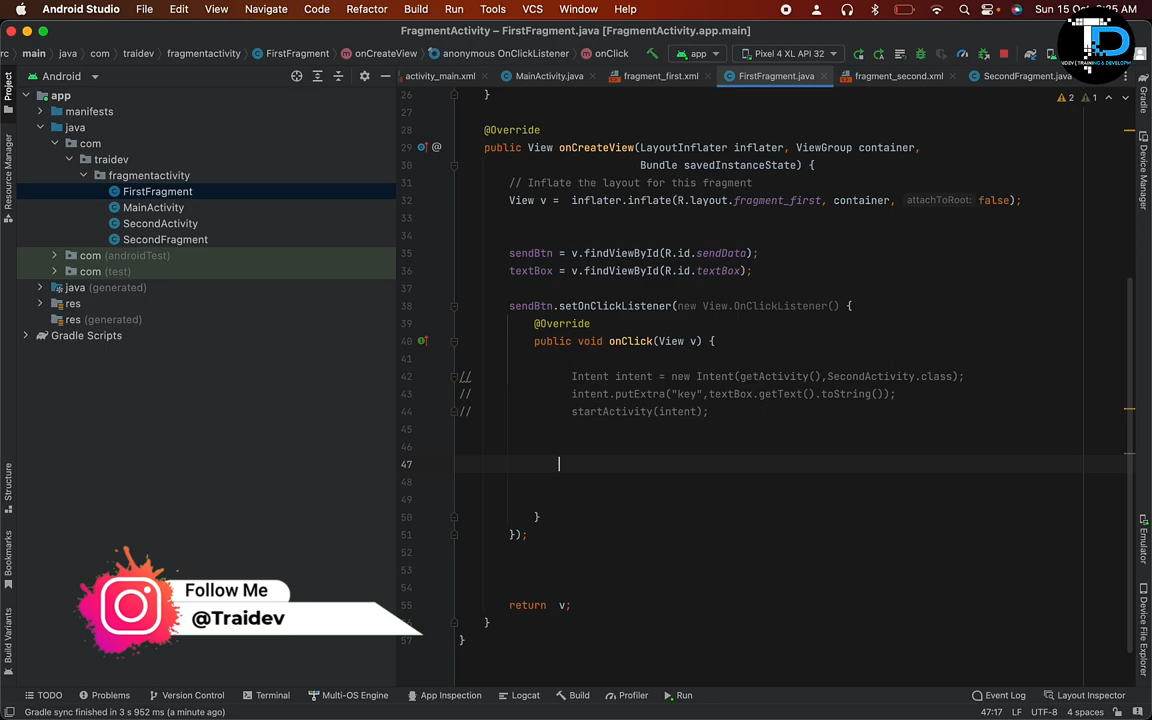 Android Studio File Edit View Navigate Code Refactor Build Run Tools VCS Window Help Sun 15 Oct
FragmentActivity – FirstFragment.java [FragmentActivity.app.main]
main java com traidev fragmentactivity FirstFragment onCreateView anonymous OnClickListener onClick app Pixel 4 XL API 32
Android activity_main.xml MainActivity.java fragment_first.xml FirstFragment.java fragment_second.xml SecondFragment.java
Project
Resource Manager
Structure
Bookmarks
Build Variants
app
manifests
java
com
traidev
fragmentactivity
FirstFragment
MainActivity
SecondActivity
SecondFragment
com (androidTest)
com (test)
java (generated)
res
res (generated)
Gradle Scripts
2 1
26 }
27
28 @Override
29 public View onCreateView(LayoutInflater inflater, ViewGroup container,
30 Bundle savedInstanceState) {
31 // Inflate the layout for this fragment
32 View v = inflater.inflate(R.layout.fragment_first, container, attachToRoot: false);
33
34
35 sendBtn = v.findViewById(R.id.sendData);
36 textBox = v.findViewById(R.id.textBox);
37
38 sendBtn.setOnClickListener(new View.OnClickListener() {
39 @Override
40 public void onClick(View v) {
41
42 // Intent intent = new Intent(getActivity(),SecondActivity.class);
43 // intent.putExtra("key",textBox.getText().toString());
44 // startActivity(intent);
45
46
47
48
49
50 }
51 });
52
53
54
55 return v;
}
57 }
Gradle
Device Manager
Emulator
Device File Explorer
TD
Follow Me
@Traidev
TODO Problems Version Control Terminal Multi-OS Engine App Inspection Logcat Build Profiler Run Event Log Layout Inspector
Gradle sync finished in 3 s 952 ms (a minute ago) 47:17 LF UTF-8 4 spaces